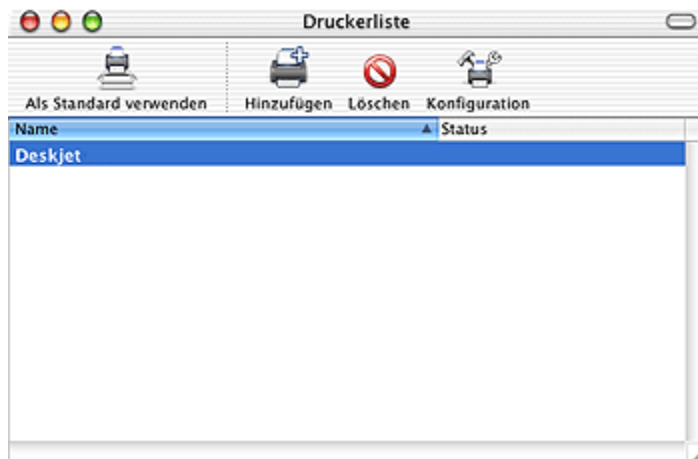 Druckerliste
Als Standard verwenden Hinzufügen Löschen Konfiguration
Name Status
Deskjet